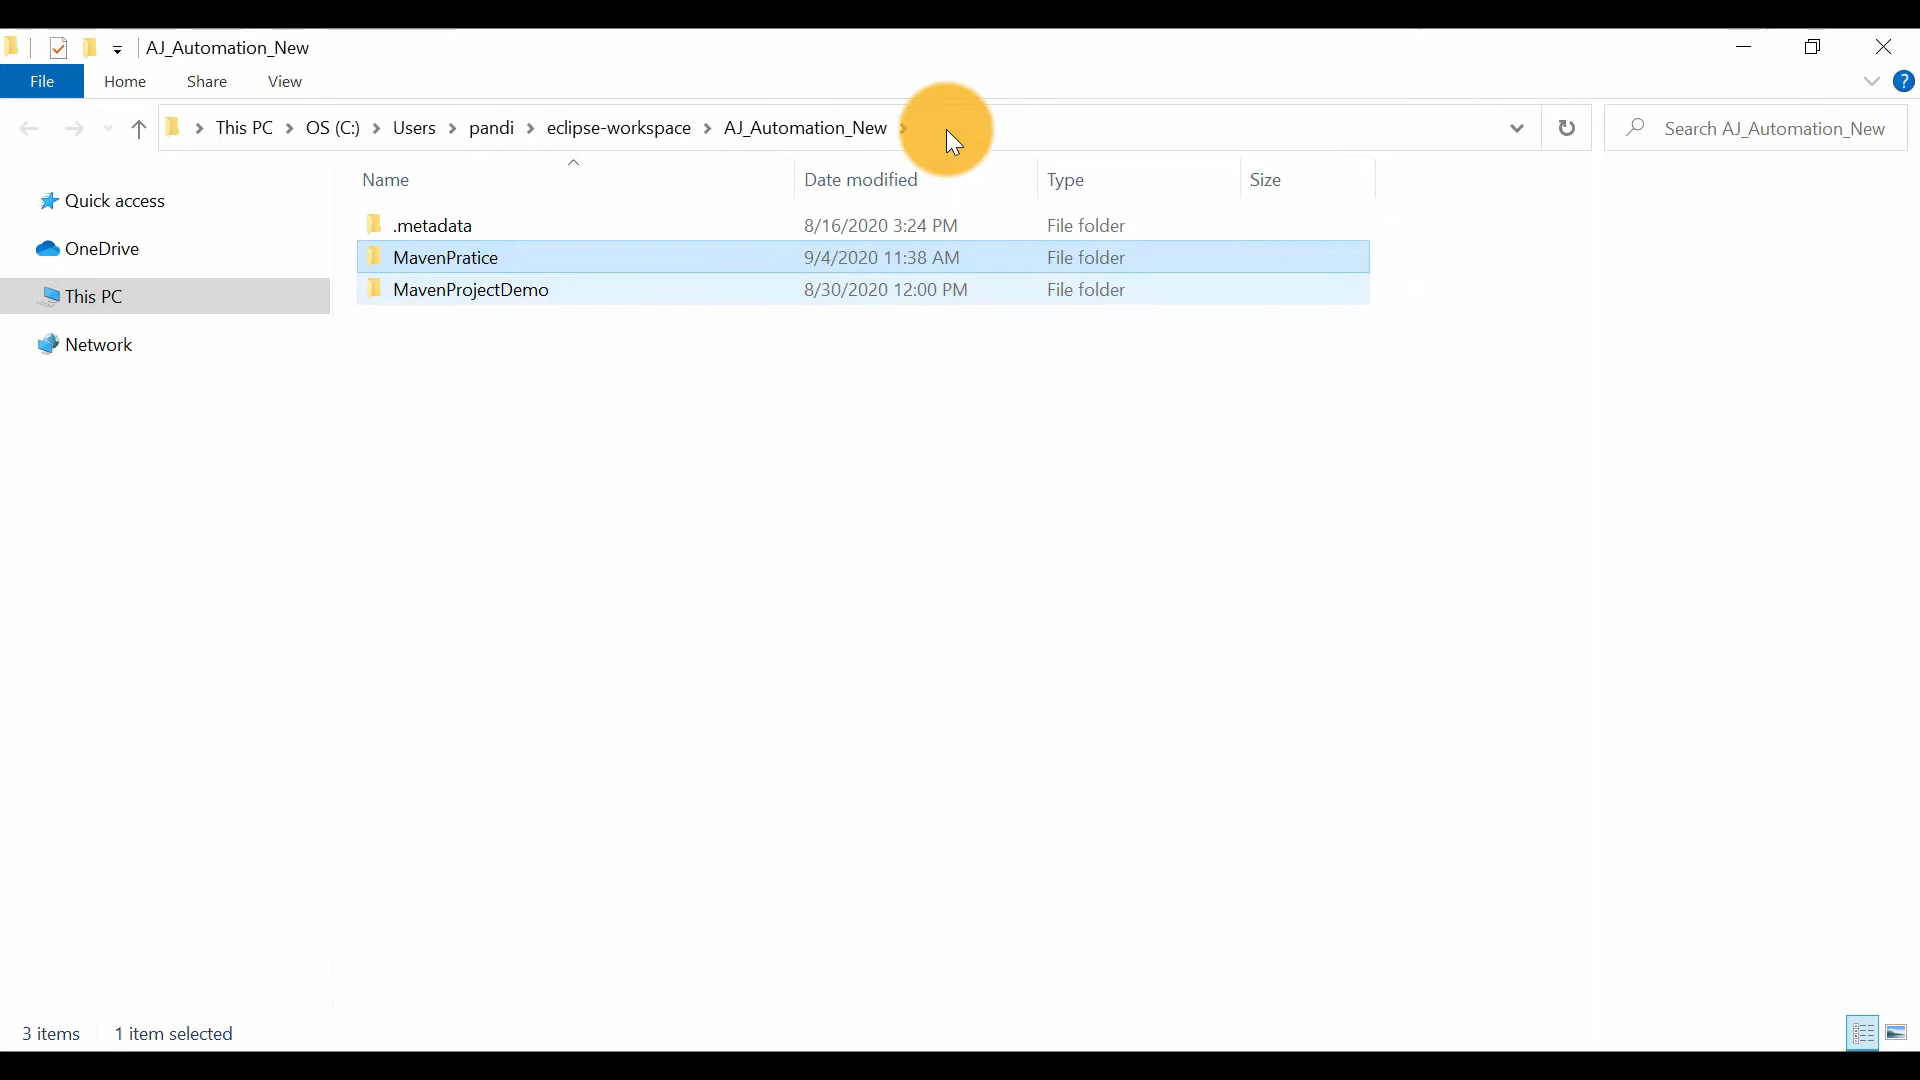 AJ_Automation_New
File Home Share View
This PC OS (C:) Users pandi eclipse-workspace AJ_Automation_New Search AJ_Automation_New
Name Date modified Type Size
Quick access
OneDrive
This PC
Network
.metadata 8/16/2020 3:24 PM File folder
MavenPratice 9/4/2020 11:38 AM File folder
MavenProjectDemo 8/30/2020 12:00 PM File folder
3 items 1 item selected